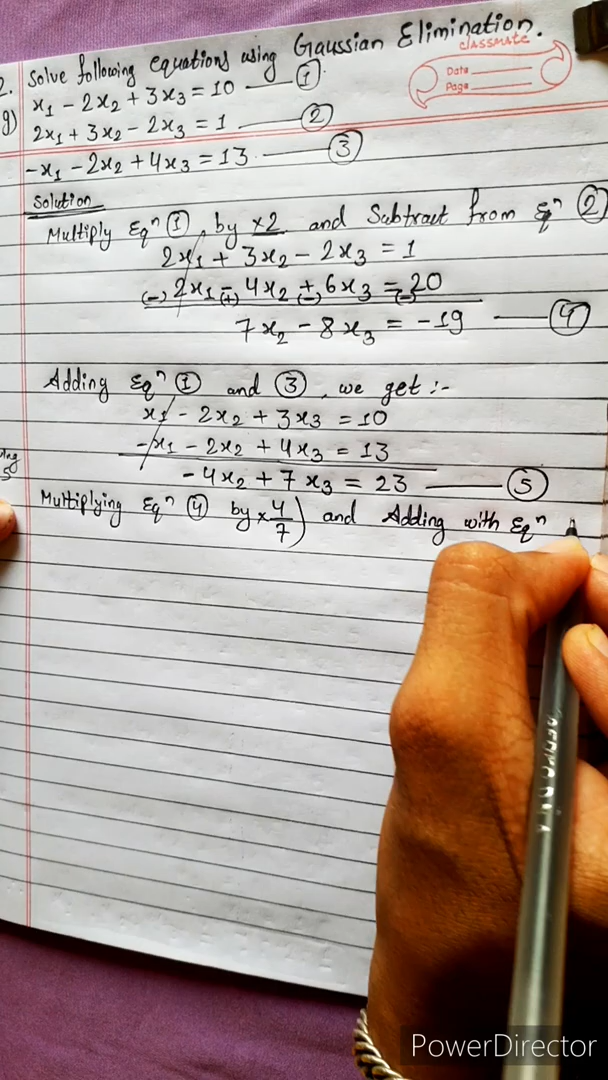 2. Solve following equations using Gaussian Elimination.
classmate
Date
Page
g) x₁ - 2x₂ + 3x₃ = 10 — ①
2x₁ + 3x₂ - 2x₃ = 1 — ②
-x₁ - 2x₂ + 4x₃ = 13 — ③
Solution
Multiply Eqⁿ ①, by ×2 and Subtract from Eqⁿ ②
2x₁ + 3x₂ - 2x₃ = 1
(-) 2x₁ - (+) 4x₂ + (-) 6x₃ = (-) 20
7x₂ - 8x₃ = -19 — ④
Adding Eqⁿ ① and ③, we get :-
x₁ - 2x₂ + 3x₃ = 10
-x₁ - 2x₂ + 4x₃ = 13
-4x₂ + 7x₃ = 23 — ⑤
Multiplying Eqⁿ ④ by ×4/7) and Adding with Eqⁿ
PowerDirector